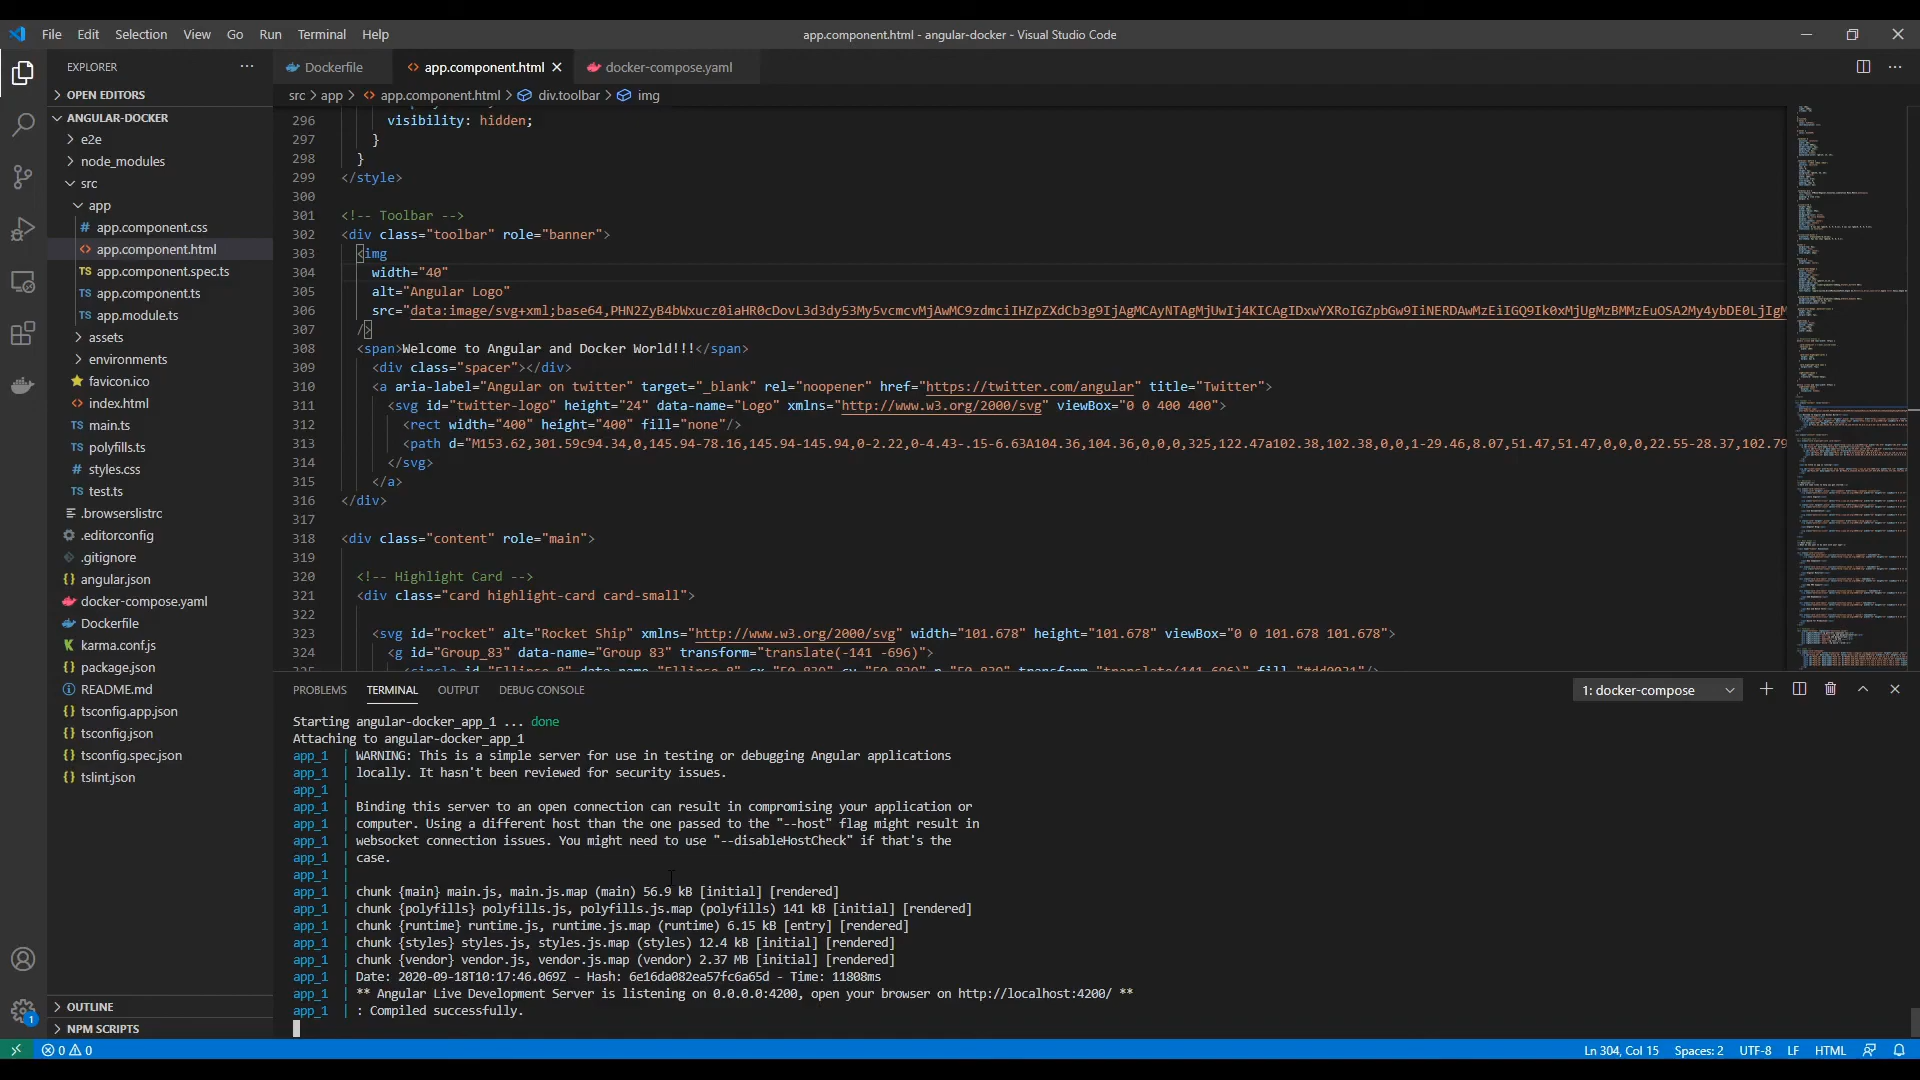 File Edit Selection View Go Run Terminal Help
app.component.html - angular-docker - Visual Studio Code
EXPLORER
OPEN EDITORS
ANGULAR-DOCKER
e2e
node_modules
src
app
# app.component.css
<> app.component.html
TS app.component.spec.ts
TS app.component.ts
TS app.module.ts
assets
environments
favicon.ico
<> index.html
TS main.ts
TS polyfills.ts
# styles.css
TS test.ts
.browserslistrc
.editorconfig
.gitignore
{} angular.json
docker-compose.yaml
Dockerfile
karma.conf.js
{} package.json
README.md
{} tsconfig.app.json
{} tsconfig.json
{} tsconfig.spec.json
{} tslint.json
OUTLINE
NPM SCRIPTS
1
Dockerfile
<> app.component.html
docker-compose.yaml
src > app > <> app.component.html > div.toolbar > img
296 visibility: hidden;
297 }
298 }
299 </style>
300
301 <!-- Toolbar -->
302 <div class="toolbar" role="banner">
303 <img
304 width="40"
305 alt="Angular Logo"
306 src="data:image/svg+xml;base64,
307 />
308 <span>Welcome to Angular and Docker World!!!</span>
309 <div class="spacer"></div>
310 <a aria-label="Angular on twitter" target="_blank" rel="noopener" href="https://twitter.com/angular" title="Twitter">
311 <svg id="twitter-logo" height="24" data-name="Logo" xmlns="http://www.w3.org/2000/svg" viewBox="0 0 400 400">
312 <rect width="400" height="400" fill="none"/>
313 <path d="M153.62,301.59c94.34,0,145.94-78.16,145.94-145.94,0-2.22,0-4.43-.15-6.63A104.36,104.36,0,0,0,325,122.47a102.38,102.38,0,0,1-29.46,8.07,51.47,51.47,0,0,0,22.55-28.37,102.79
314 </svg>
315 </a>
316 </div>
317
318 <div class="content" role="main">
319
320 <!-- Highlight Card -->
321 <div class="card highlight-card card-small">
322
323 <svg id="rocket" alt="Rocket Ship" xmlns="http://www.w3.org/2000/svg" width="101.678" height="101.678" viewBox="0 0 101.678 101.678">
324 <g id="Group_83" data-name="Group 83" transform="translate(-141 -696)">
PROBLEMS TERMINAL OUTPUT DEBUG CONSOLE
1: docker-compose
Starting angular-docker_app_1 ... done
Attaching to angular-docker_app_1
app_1 | WARNING: This is a simple server for use in testing or debugging Angular applications
app_1 | locally. It hasn't been reviewed for security issues.
app_1 |
app_1 | Binding this server to an open connection can result in compromising your application or
app_1 | computer. Using a different host than the one passed to the "--host" flag might result in
app_1 | websocket connection issues. You might need to use "--disableHostCheck" if that's the
app_1 | case.
app_1 |
app_1 | chunk {main} main.js, main.js.map (main) 56.9 kB [initial] [rendered]
app_1 | chunk {polyfills} polyfills.js, polyfills.js.map (polyfills) 141 kB [initial] [rendered]
app_1 | chunk {runtime} runtime.js, runtime.js.map (runtime) 6.15 kB [entry] [rendered]
app_1 | chunk {styles} styles.js, styles.js.map (styles) 12.4 kB [initial] [rendered]
app_1 | chunk {vendor} vendor.js, vendor.js.map (vendor) 2.37 MB [initial] [rendered]
app_1 | Date: 2020-09-18T10:17:46.069Z - Hash: 6e16da082ea57fc6a65d - Time: 11808ms
app_1 | ** Angular Live Development Server is listening on 0.0.0.0:4200, open your browser on http://localhost:4200/ **
app_1 | : Compiled successfully.
0 0
Ln 304, Col 15 Spaces: 2 UTF-8 LF HTML